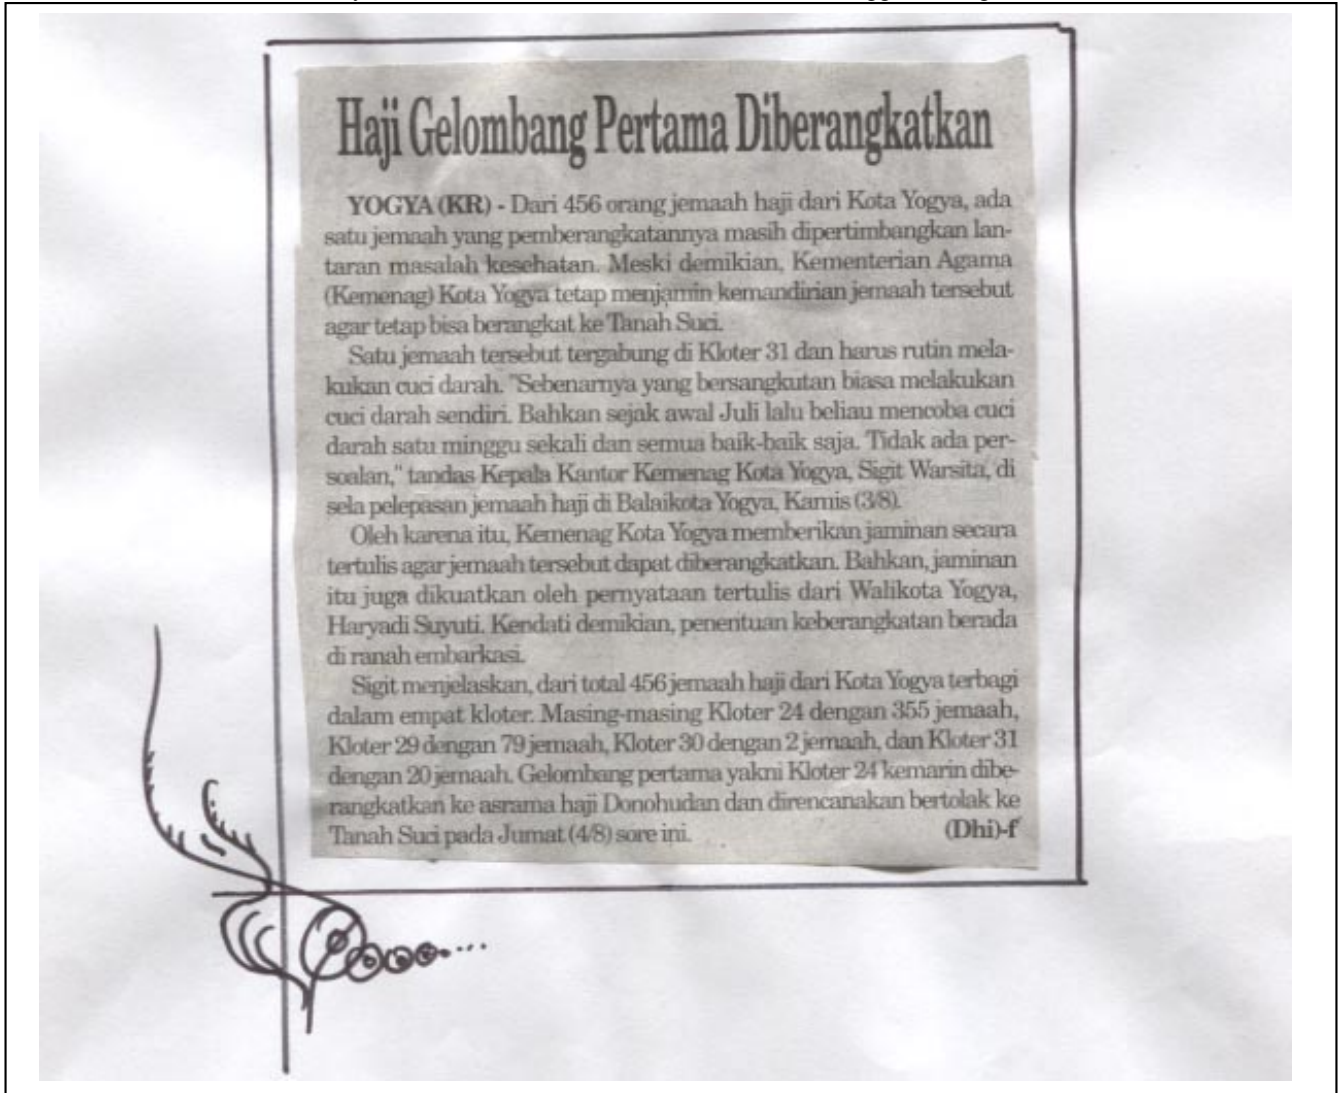 Haji Gelombang Pertama Diberangkatkan
YOGYA (KR) - Dari 456 orang jemaah haji dari Kota Yogya, ada
satu jemaah yang pemberangkatannya masih dipertimbangkan lan-
taran masalah kesehatan. Meski demikian, Kementerian Agama
(Kemenag) Kota Yogya tetap menjamin kemandirian jemaah tersebut
agar tetap bisa berangkat ke Tanah Suci.
Satu jemaah tersebut tergabung di Kloter 31 dan harus rutin mela-
kukan cuci darah. "Sebenarnya yang bersangkutan biasa melakukan
cuci darah sendiri. Bahkan sejak awal Juli lalu beliau mencoba cuci
darah satu minggu sekali dan semua baik-baik saja. Tidak ada per-
soalan," tandas Kepala Kantor Kemenag Kota Yogya, Sigit Warsita, di
sela pelepasan jemaah haji di Balaikota Yogya, Kamis (3/8).
Oleh karena itu, Kemenag Kota Yogya memberikan jaminan secara
tertulis agar jemaah tersebut dapat diberangkatkan. Bahkan, jaminan
itu juga dikuatkan oleh pernyataan tertulis dari Walikota Yogya,
Haryadi Suyuti. Kendati demikian, penentuan keberangkatan berada
di ranah embarkasi.
Sigit menjelaskan, dari total 456 jemaah haji dari Kota Yogya terbagi
dalam empat kloter. Masing-masing Kloter 24 dengan 355 jemaah,
Kloter 29 dengan 79 jemaah, Kloter 30 dengan 2 jemaah, dan Kloter 31
dengan 20 jemaah. Gelombang pertama yakni Kloter 24 kemarin dibe-
rangkatkan ke asrama haji Donohudan dan direncanakan bertolak ke
Tanah Suci pada Jumat (4/8) sore ini. (Dhi)-f